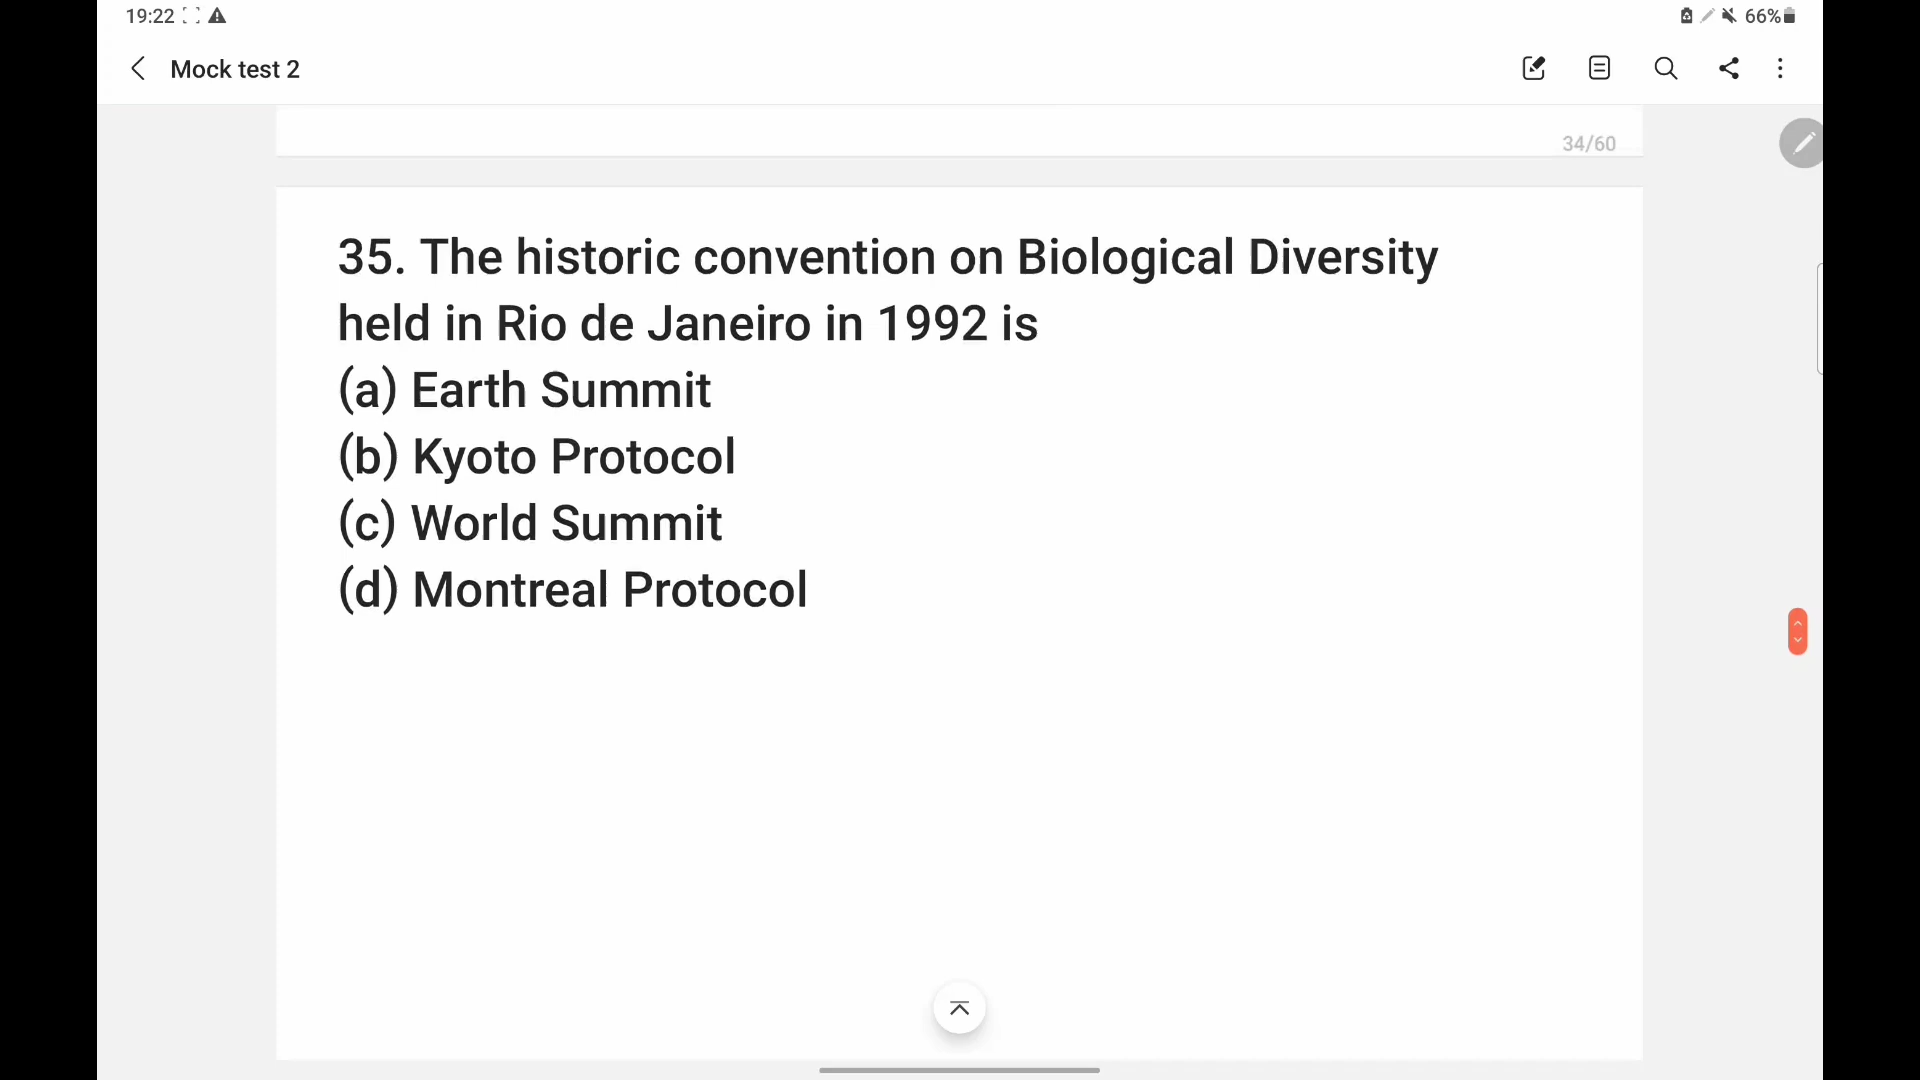 19:22
66%
Mock test 2
34/60
35. The historic convention on Biological Diversity
held in Rio de Janeiro in 1992 is
(a) Earth Summit
(b) Kyoto Protocol
(c) World Summit
(d) Montreal Protocol